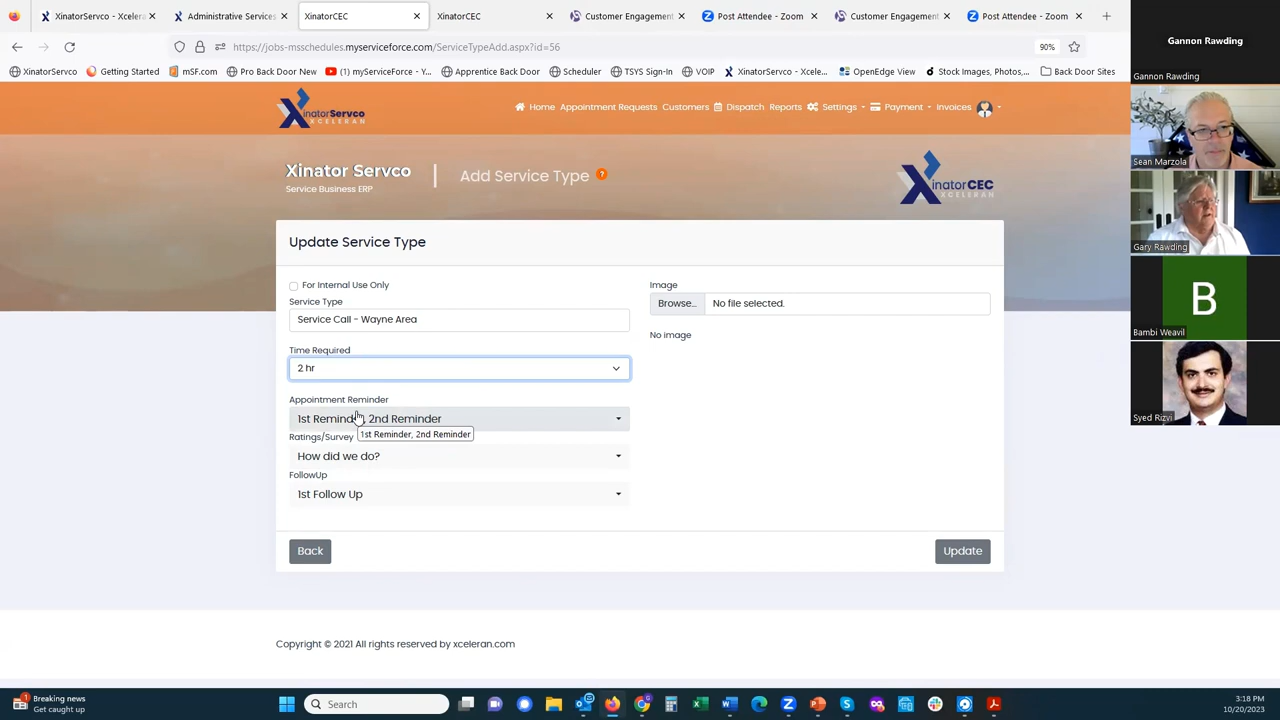 XinatorServco - Xcelera
Administrative Services
XinatorCEC
XinatorCEC
Customer Engagement
Post Attendee - Zoom
Customer Engagement
Post Attendee - Zoom
https://jobs-msschedules.myserviceforce.com/ServiceTypeAdd.aspx?id=56
90%
XinatorServco
Getting Started
mSF.com
Pro Back Door New
(1) myServiceForce - Y...
Apprentice Back Door
Scheduler
TSYS Sign-In
VOIP
XinatorServco - Xcele...
OpenEdge View
Stock Images, Photos,...
Back Door Sites
XinatorServco
XCELERAN
Home
Appointment Requests
Customers
Dispatch
Reports
Settings
Payment
Invoices
Xinator Servco
Service Business ERP
Add Service Type
XinatorCEC
Update Service Type
For Internal Use Only
Service Type
Service Call - Wayne Area
Time Required
2 hr
Appointment Reminder
1st Reminder, 2nd Reminder
1st Reminder, 2nd Reminder
Ratings/Survey
How did we do?
FollowUp
1st Follow Up
Image
Browse...
No file selected.
No image
Back
Update
Copyright © 2021 All rights reserved by xceleran.com
Gannon Rawding
Gannon Rawding
Sean Marzola
Gary Rawding
B
Bambi Weavil
Syed Rizvi
1
Breaking news
Get caught up
Search
3:18 PM
10/20/2023